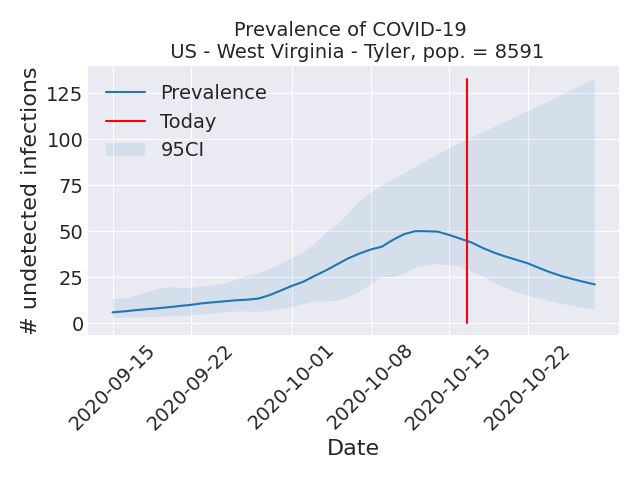 Prevalence of COVID-19
US - West Virginia - Tyler, pop. = 8591
# undetected infections
125
100
75
50
25
0
Prevalence
Today
95CI
2020-09-15
2020-09-22
2020-10-01
2020-10-08
2020-10-15
2020-10-22
Date